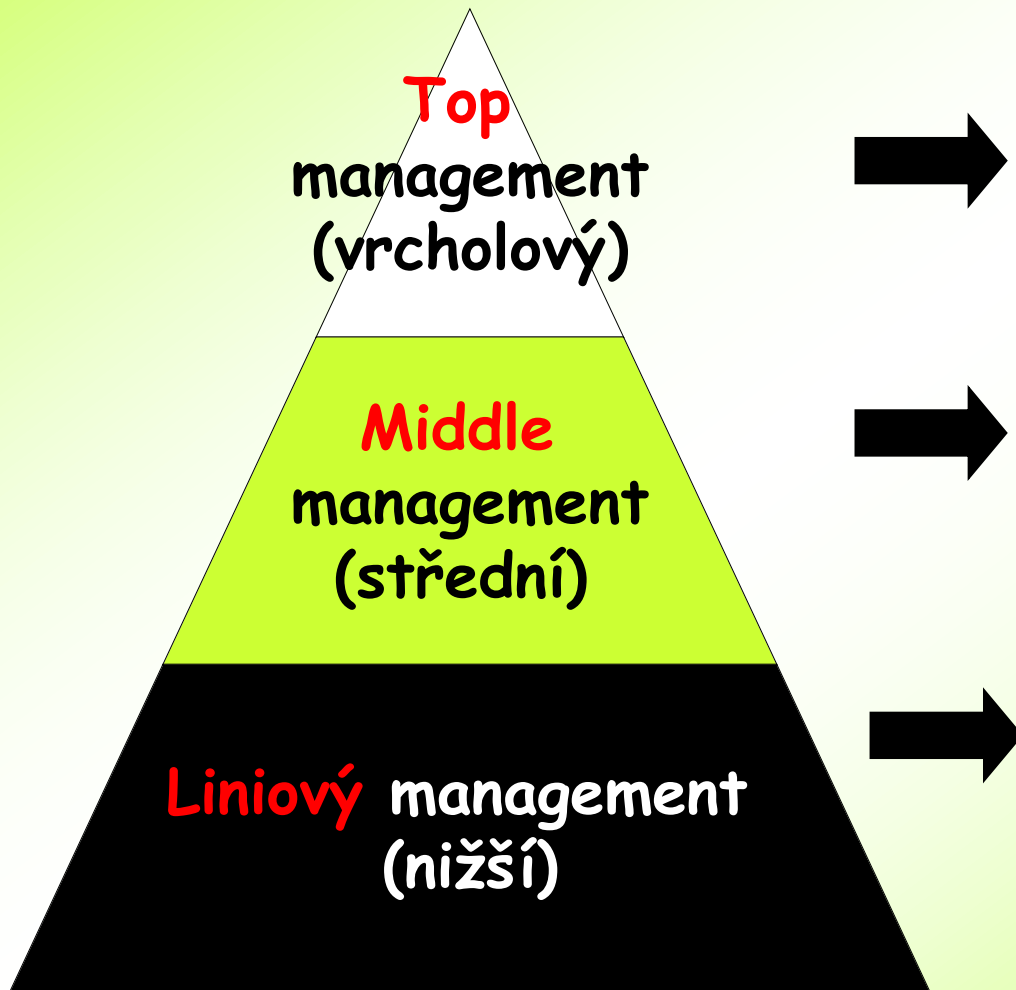 Top
management
(vrcholový)
Middle
management
(střední)
Liniový management
(nižší)